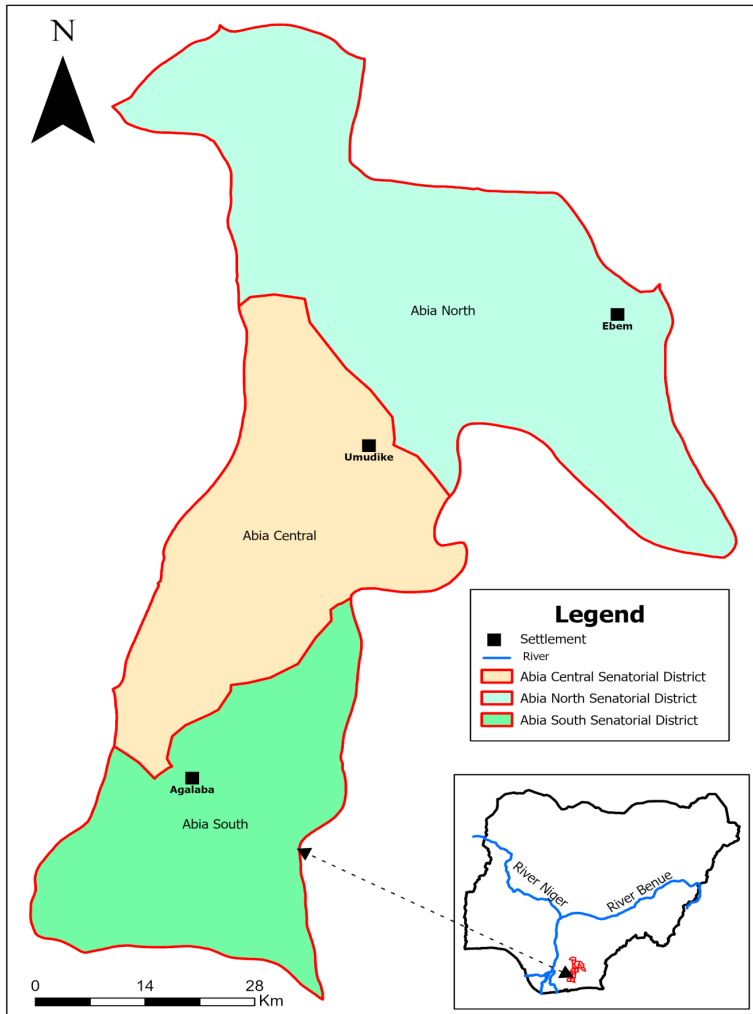 N
Abia North
Ebem
Umudike
Abia Central
Agalaba
Abia South
Legend
Settlement
River
Abia Central Senatorial District
Abia North Senatorial District
Abia South Senatorial District
River Niger
River Benue
0 14 28
Km